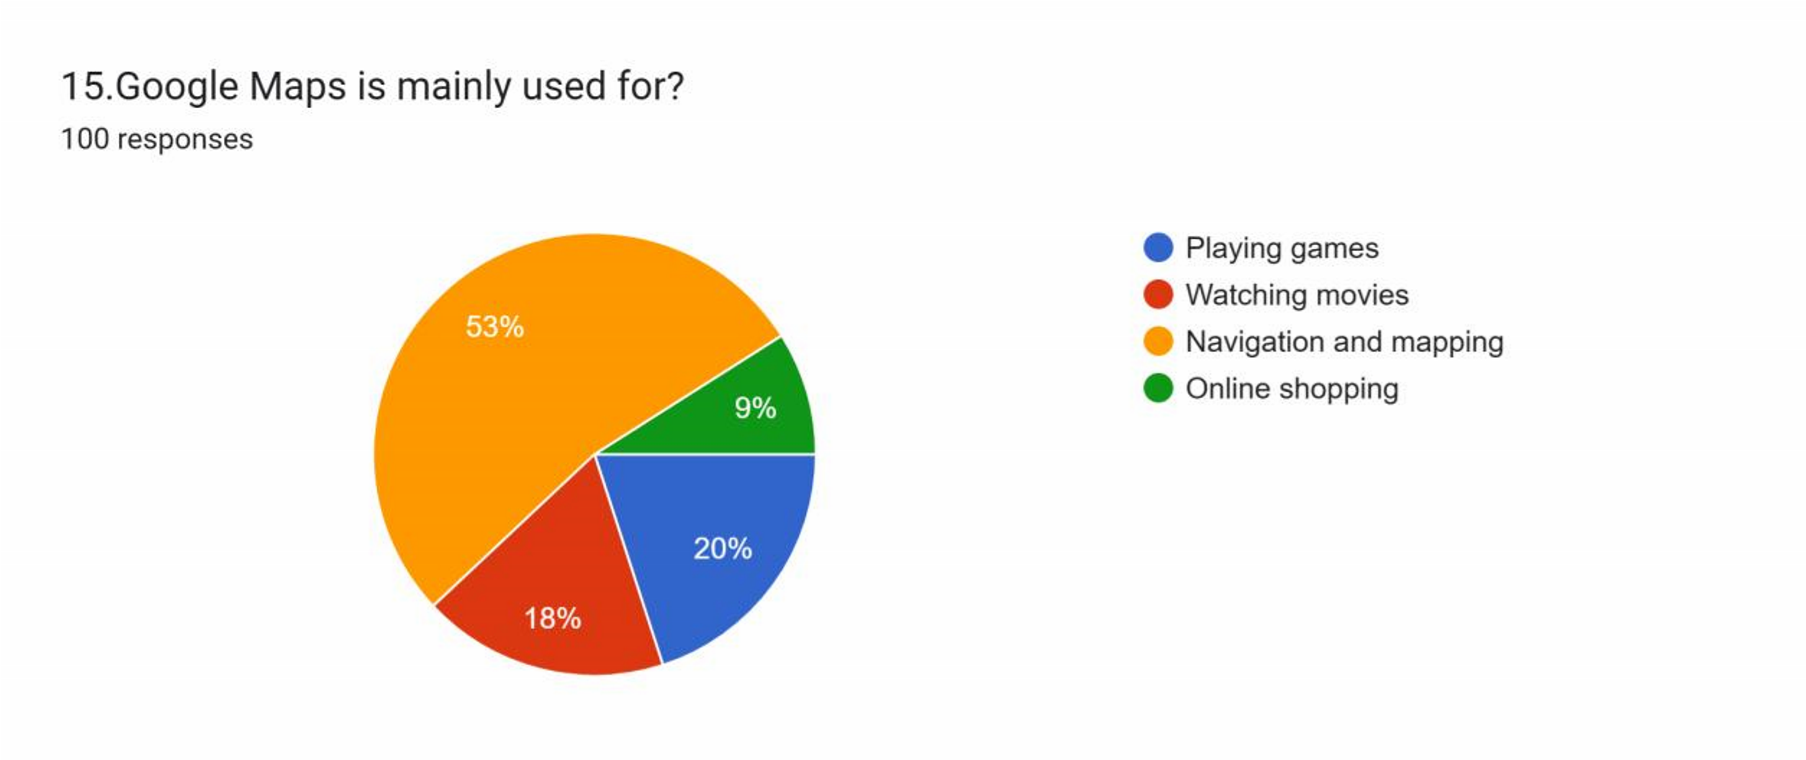 15.Google Maps is mainly used for?
100 responses
53%
9%
20%
18%
Playing games
Watching movies
Navigation and mapping
Online shopping